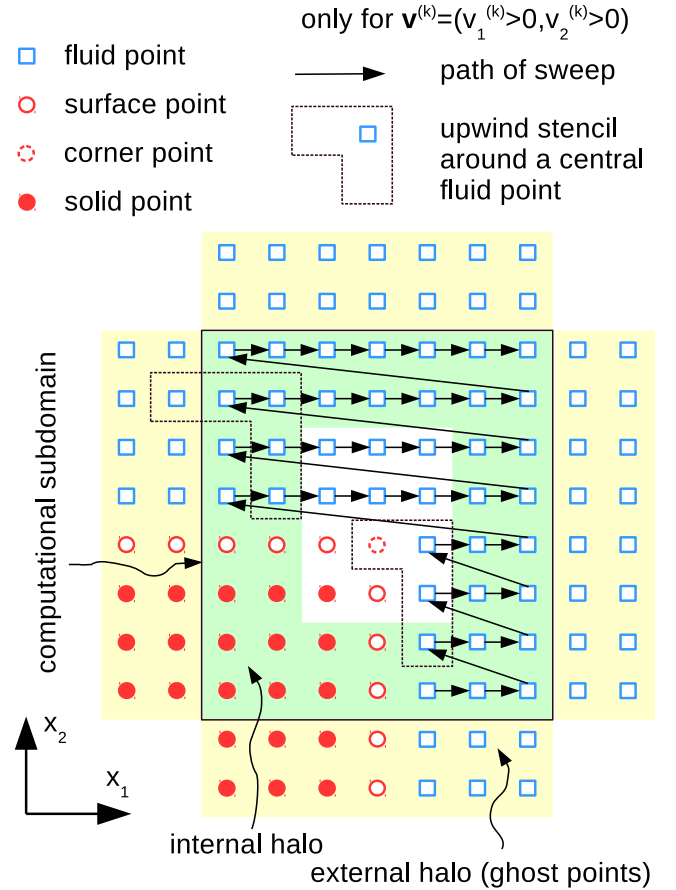 only for v⁽ᵏ⁾=(v₁⁽ᵏ⁾>0,v₂⁽ᵏ⁾>0)
fluid point
path of sweep
surface point
corner point
upwind stencil
around a central
fluid point
solid point
computational subdomain
x₂
x₁
internal halo
external halo (ghost points)